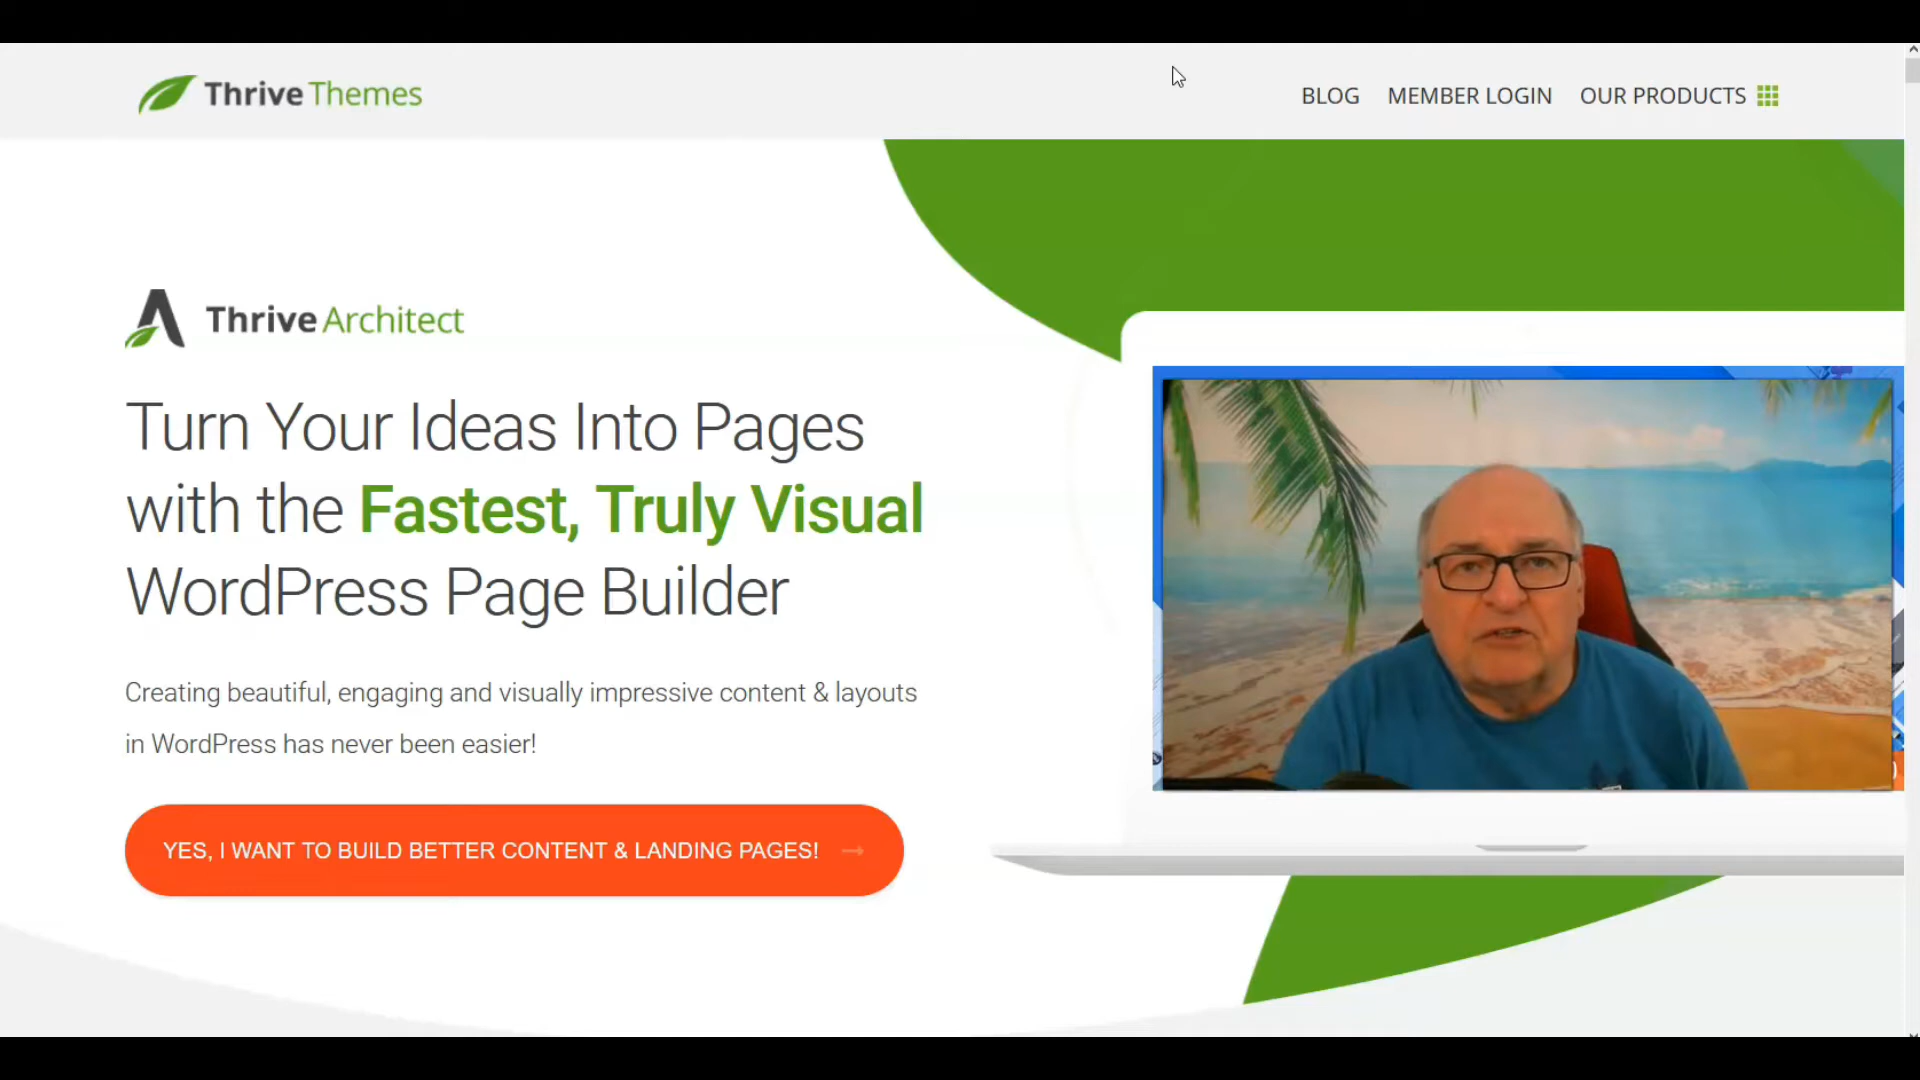 Thrive Themes
BLOG MEMBER LOGIN OUR PRODUCTS
Thrive Architect
Turn Your Ideas Into Pages
with the Fastest, Truly Visual
WordPress Page Builder
Creating beautiful, engaging and visually impressive content & layouts
in WordPress has never been easier!
YES, I WANT TO BUILD BETTER CONTENT & LANDING PAGES! →